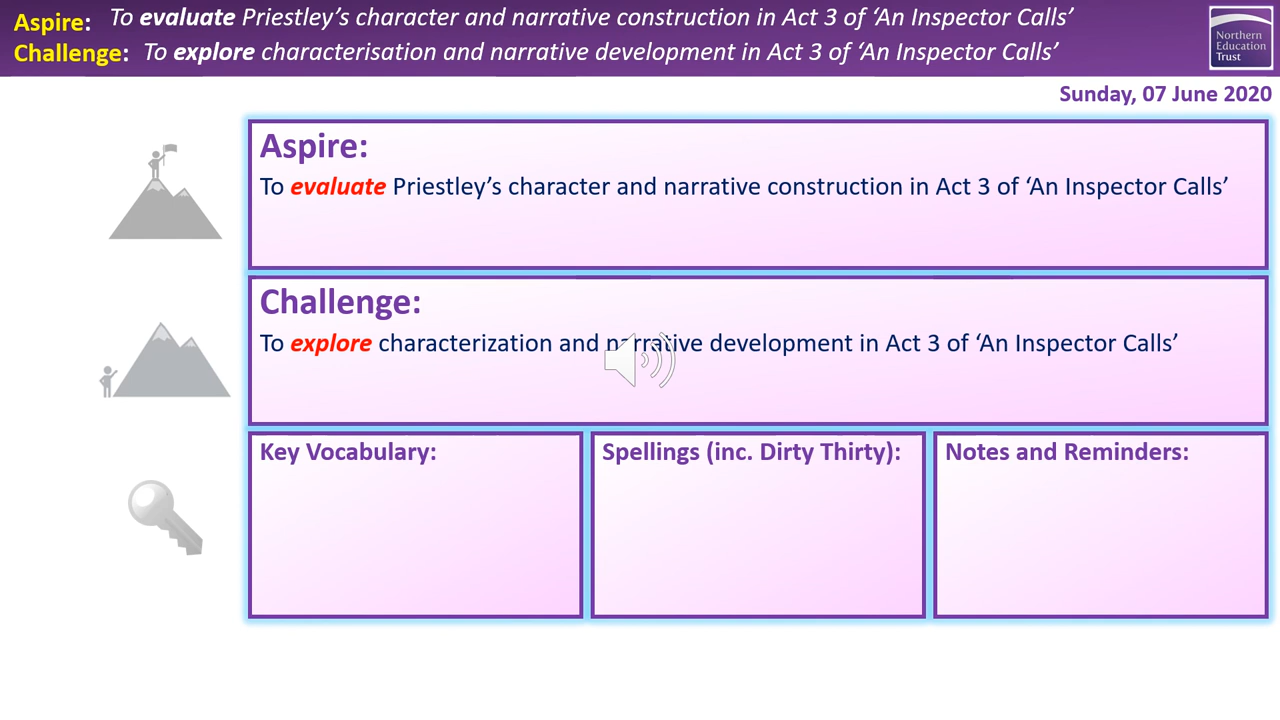 Aspire: To evaluate Priestley’s character and narrative construction in Act 3 of ‘An Inspector Calls’
Challenge: To explore characterisation and narrative development in Act 3 of ‘An Inspector Calls’
Northern
Education
Trust
Sunday, 07 June 2020
Aspire:
To evaluate Priestley’s character and narrative construction in Act 3 of ‘An Inspector Calls’
Challenge:
To explore characterization and narrative development in Act 3 of ‘An Inspector Calls’
Key Vocabulary:
Spellings (inc. Dirty Thirty):
Notes and Reminders: